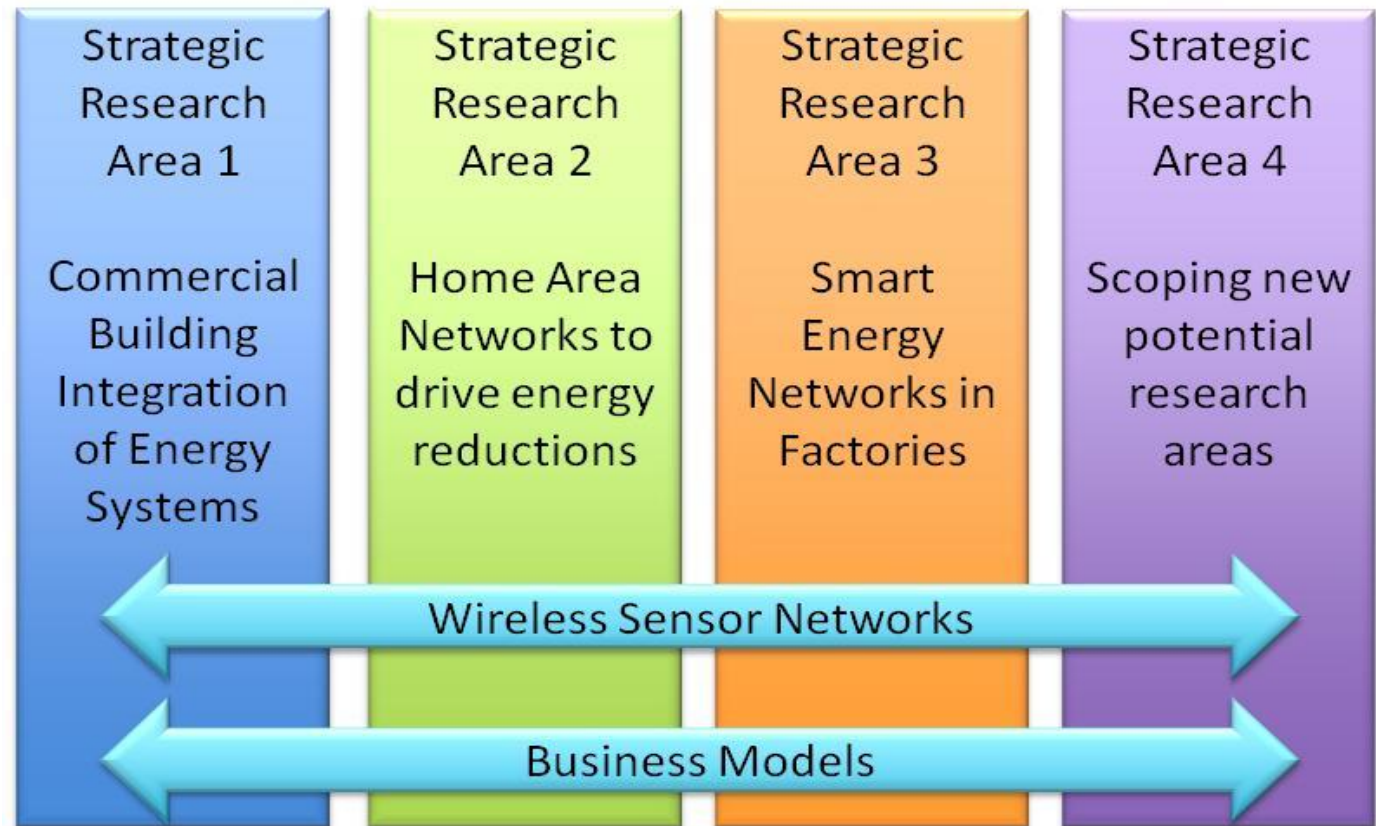 Strategic
Research
Area 1
Commercial
Building
Integration
of Energy
Systems
Strategic
Research
Area 2
Home Area
Networks to
drive energy
reductions
Strategic
Research
Area 3
Smart
Energy
Networks in
Factories
Strategic
Research
Area 4
Scoping new
potential
research
areas
Wireless Sensor Networks
Business Models